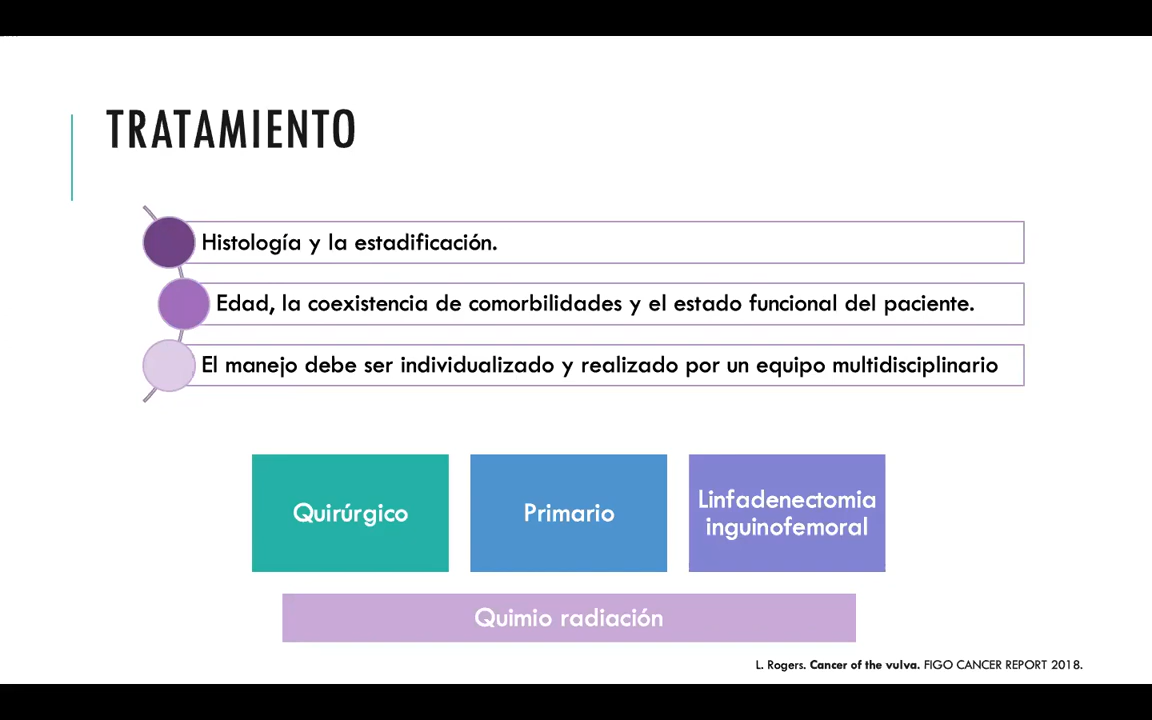 TRATAMIENTO
Histología y la estadificación.
Edad, la coexistencia de comorbilidades y el estado funcional del paciente.
El manejo debe ser individualizado y realizado por un equipo multidisciplinario
Quirúrgico
Primario
Linfadenectomia
inguinofemoral
Quimio radiación
L. Rogers. Cancer of the vulva. FIGO CANCER REPORT 2018.